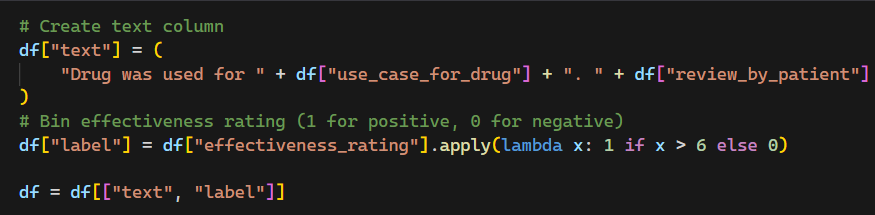 # Create text column
df["text"] = (
    "Drug was used for " + df["use_case_for_drug"] + ". " + df["review_by_patient"]
)
# Bin effectiveness rating (1 for positive, 0 for negative)
df["label"] = df["effectiveness_rating"].apply(lambda x: 1 if x > 6 else 0)
df = df[["text", "label"]]